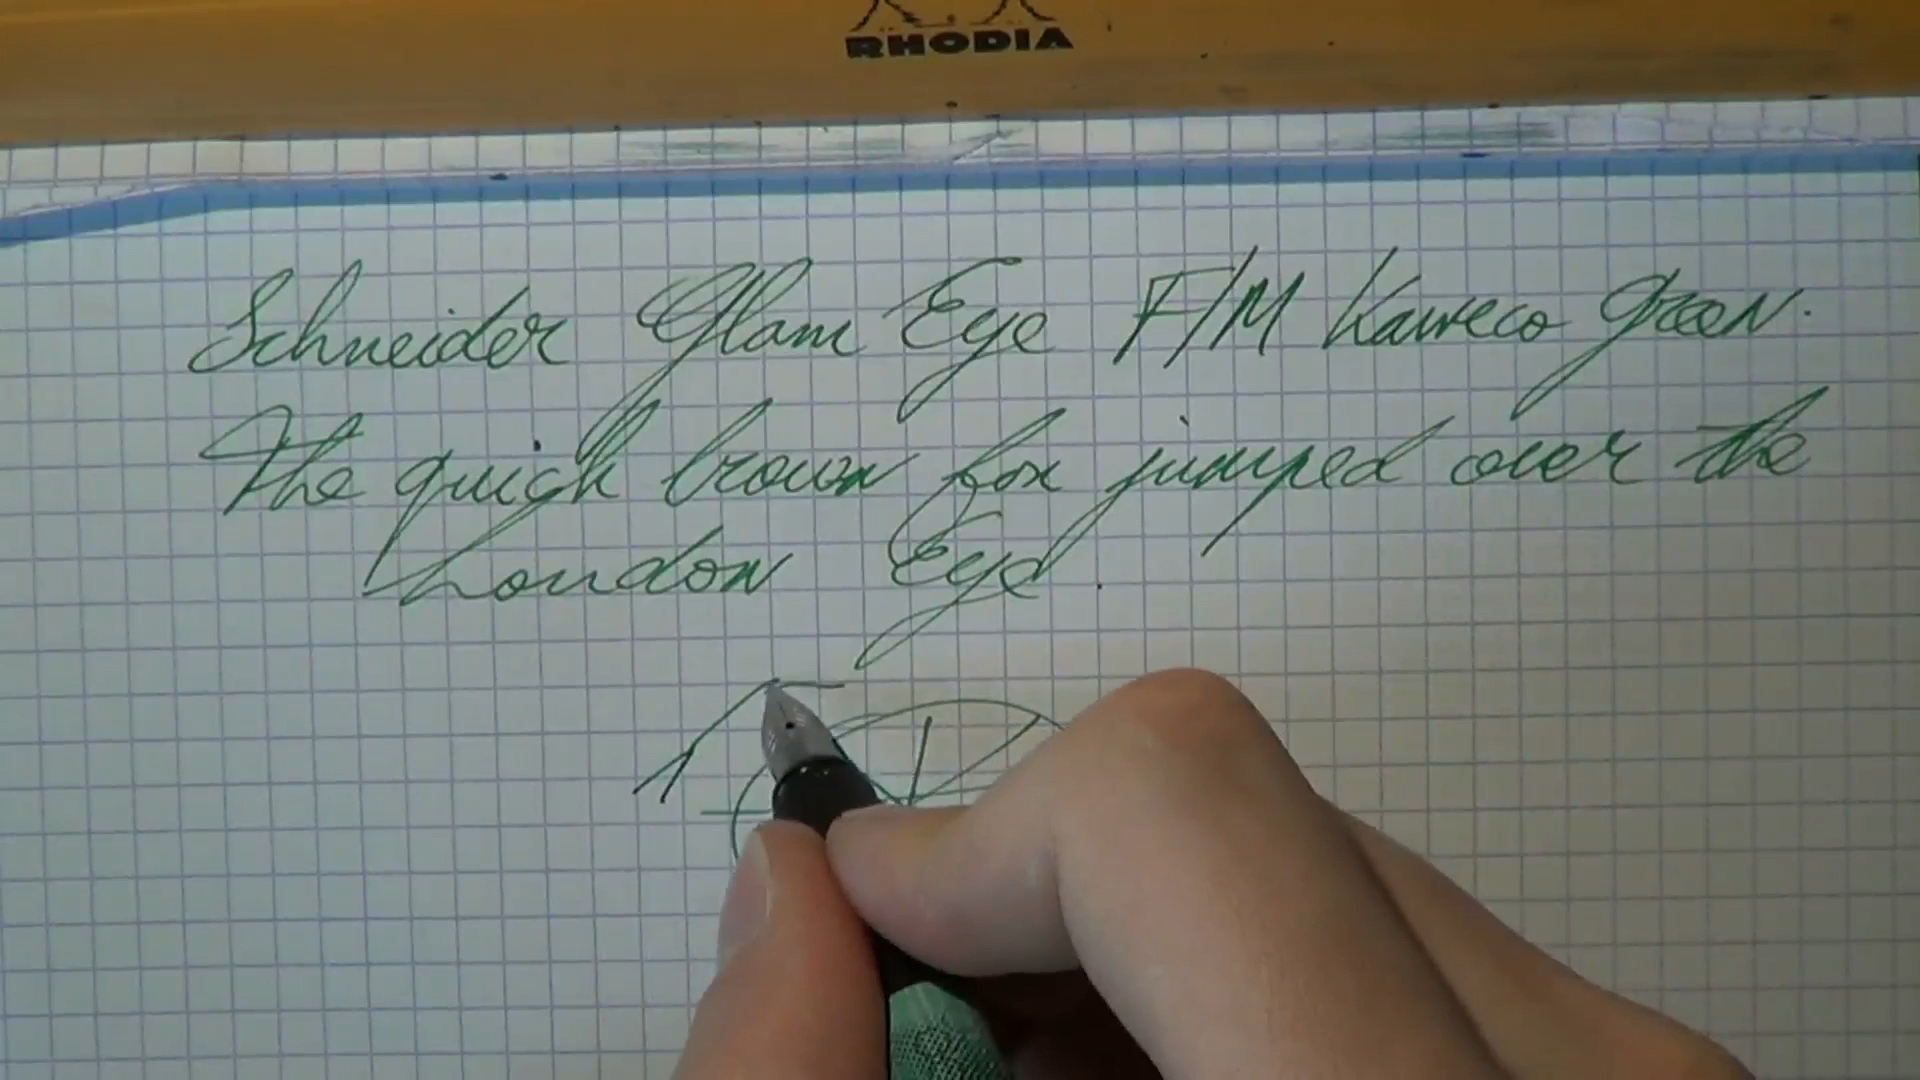 RHODIA
Schneider Glam Eye F/M Kaweco Green.
The quick brown fox jumped over the
London Eye.